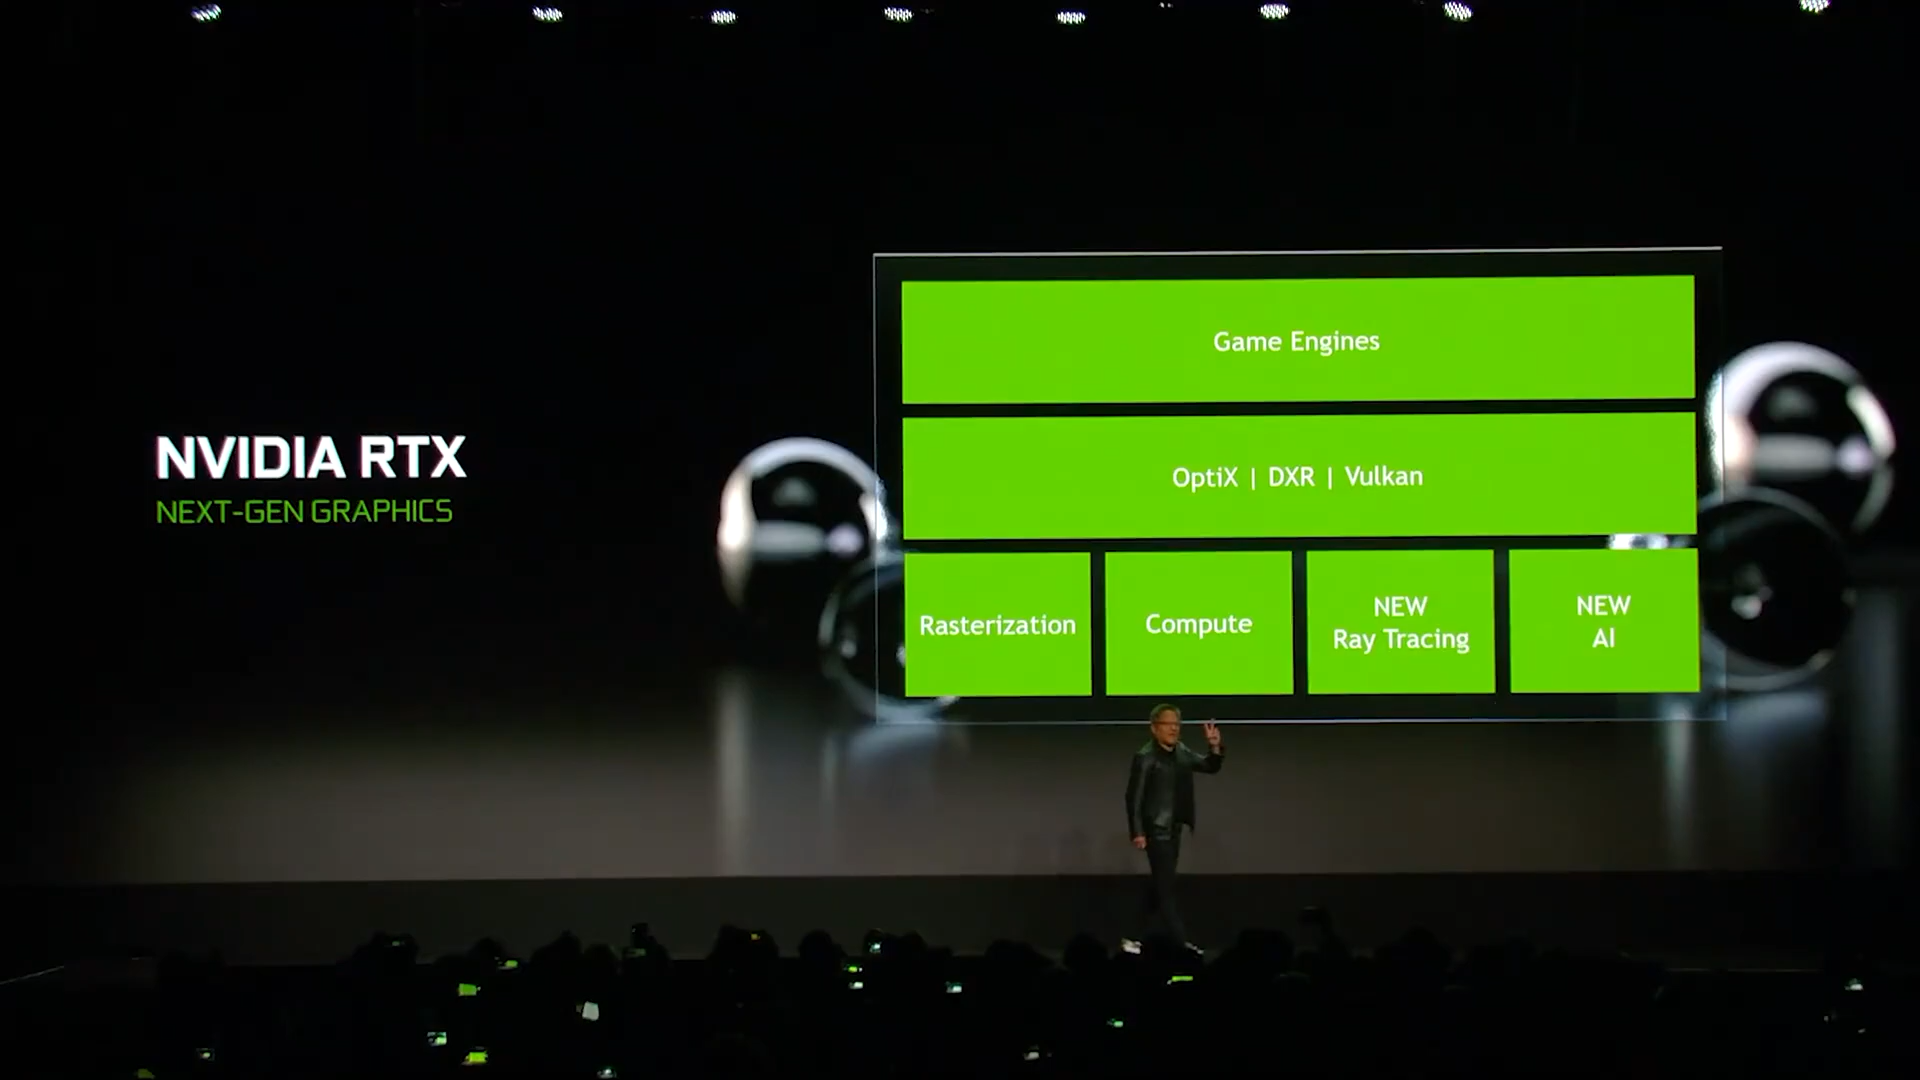 NVIDIA RTX
NEXT-GEN GRAPHICS
Game Engines
OptiX | DXR | Vulkan
Rasterization
Compute
NEW
Ray Tracing
NEW
AI